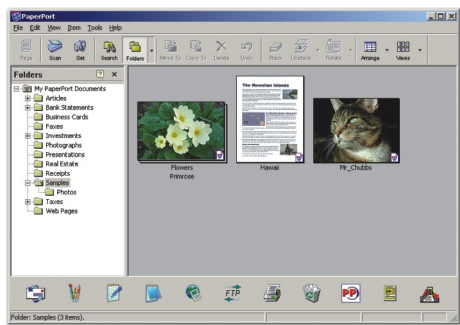 PaperPort
File Edit View Item Tools Help
Page Scan Get Search Folders Move To Copy To Delete Undo Stack Unstack Rotate Arrange Views
Folders
My PaperPort Documents
Articles
Bank Statements
Business Cards
Faxes
Investments
Photographs
Presentations
Real Estate
Receipts
Samples
Photos
Taxes
Web Pages
The Hawaiian Islands
Flowers
Primrose
Hawaii
Mr_Chubbs
FTP
PP
Folder: Samples (3 items).